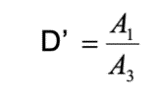 D’ = A₁/A₃